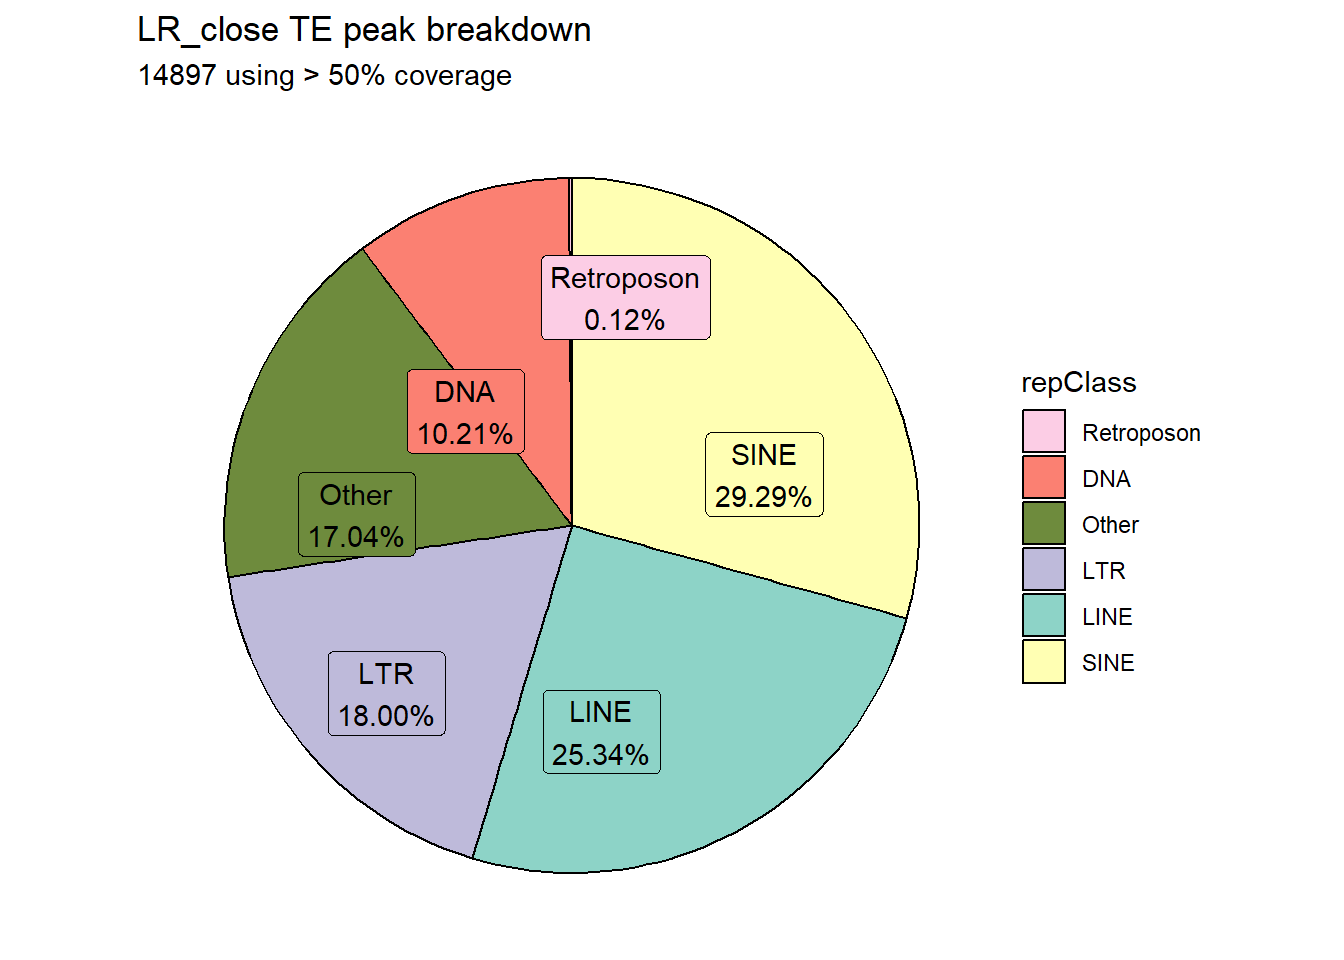 LR_close TE peak breakdown
14897 using > 50% coverage
Retroposon
0.12%
DNA
10.21%
SINE
29.29%
Other
17.04%
LTR
18.00%
LINE
25.34%
repClass
Retroposon
DNA
Other
LTR
LINE
SINE